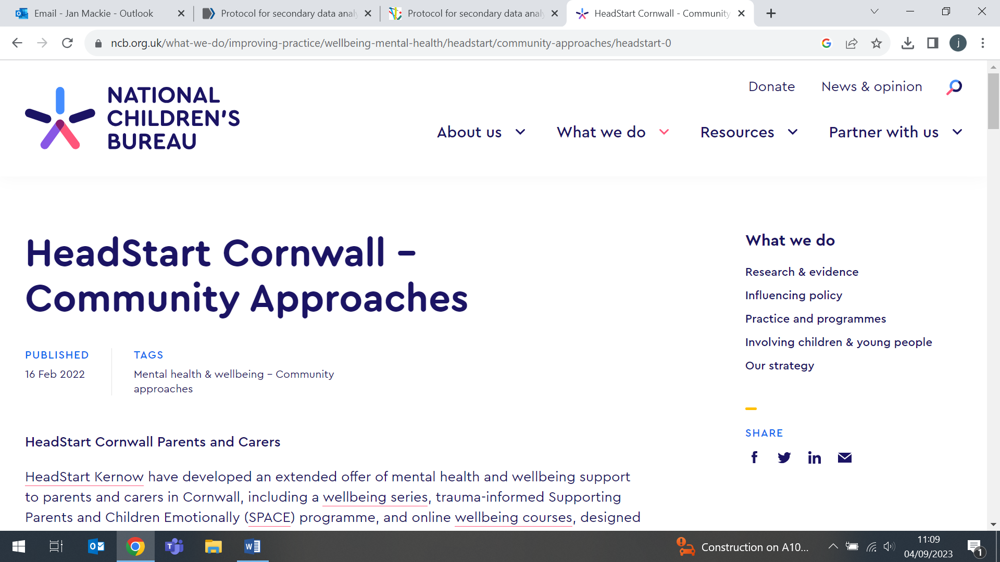 Email - Jan Mackie - Outlook
Protocol for secondary data analy
Protocol for secondary data analy
HeadStart Cornwall - Community
ncb.org.uk/what-we-do/improving-practice/wellbeing-mental-health/headstart/community-approaches/headstart-0
j
NATIONAL
CHILDREN'S
BUREAU
Donate
News & opinion
About us
What we do
Resources
Partner with us
HeadStart Cornwall –
Community Approaches
PUBLISHED
16 Feb 2022
TAGS
Mental health & wellbeing – Community
approaches
HeadStart Cornwall Parents and Carers
HeadStart Kernow have developed an extended offer of mental health and wellbeing support
to parents and carers in Cornwall, including a wellbeing series, trauma-informed Supporting
Parents and Children Emotionally (SPACE) programme, and online wellbeing courses, designed
What we do
Research & evidence
Influencing policy
Practice and programmes
Involving children & young people
Our strategy
SHARE
Construction on A10...
11:09
04/09/2023
1